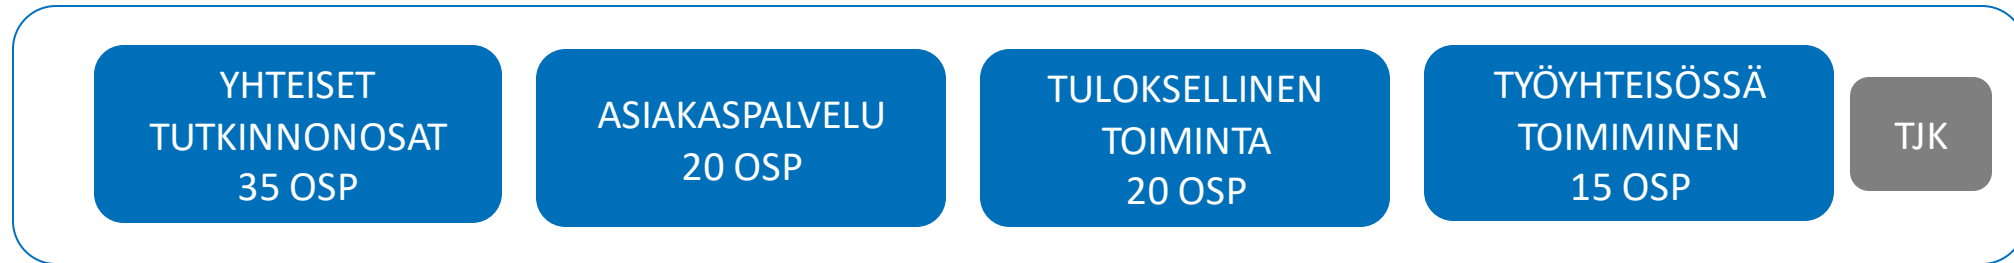 YHTEISET
TUTKINNONOSAT
35 OSP
ASIAKASPALVELU
20 OSP
TULOKSELLINEN
TOIMINTA
20 OSP
TYÖYHTEISÖSSÄ
TOIMIMINEN
15 OSP
TJK